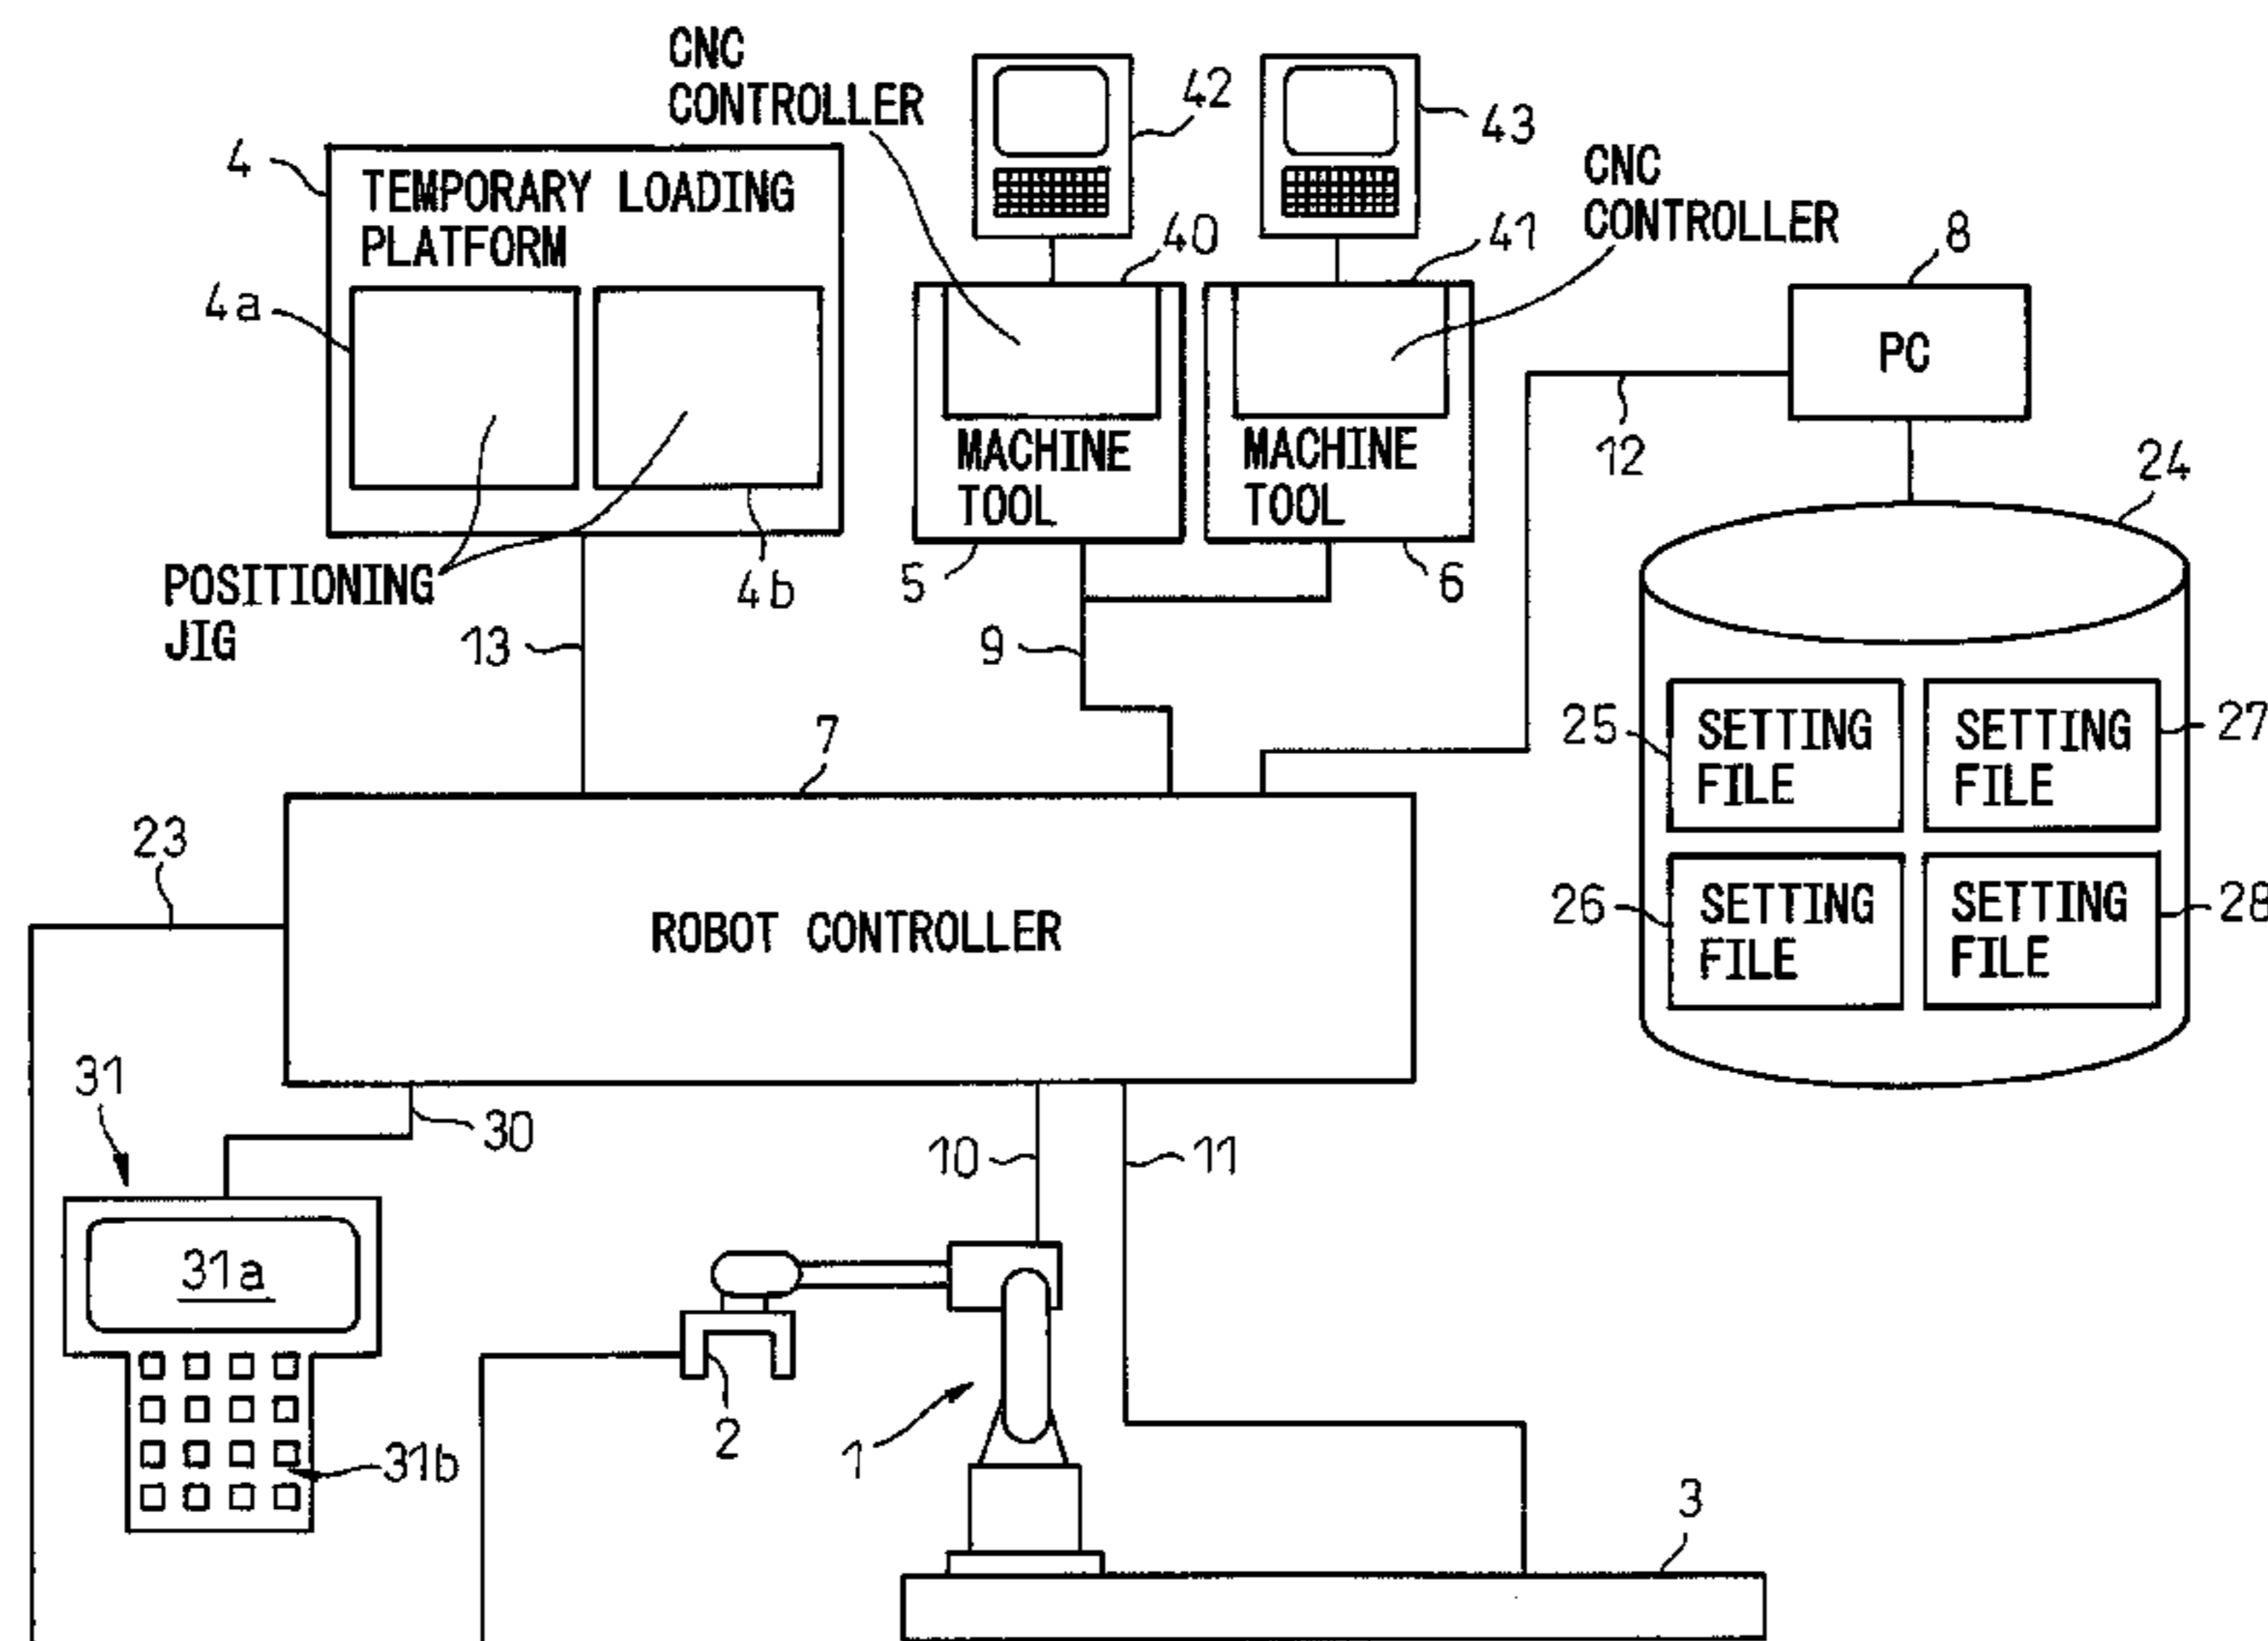 CNC
CONTROLLER
42
43
CNC
CONTROLLER
4
TEMPORARY LOADING
PLATFORM
4a
40
41
8
PC
12
MACHINE
TOOL
MACHINE
TOOL
24
POSITIONING
JIG
4b
5
6
13
9
7
25
SETTING
FILE
SETTING
FILE
27
23
26
SETTING
FILE
SETTING
FILE
28
ROBOT CONTROLLER
31
30
10
11
31a
2
1
31b
3